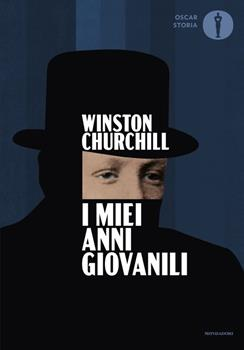 OSCAR
STORIA
WINSTON
CHURCHILL
I MIEI
ANNI
GIOVANILI
MONDADORI